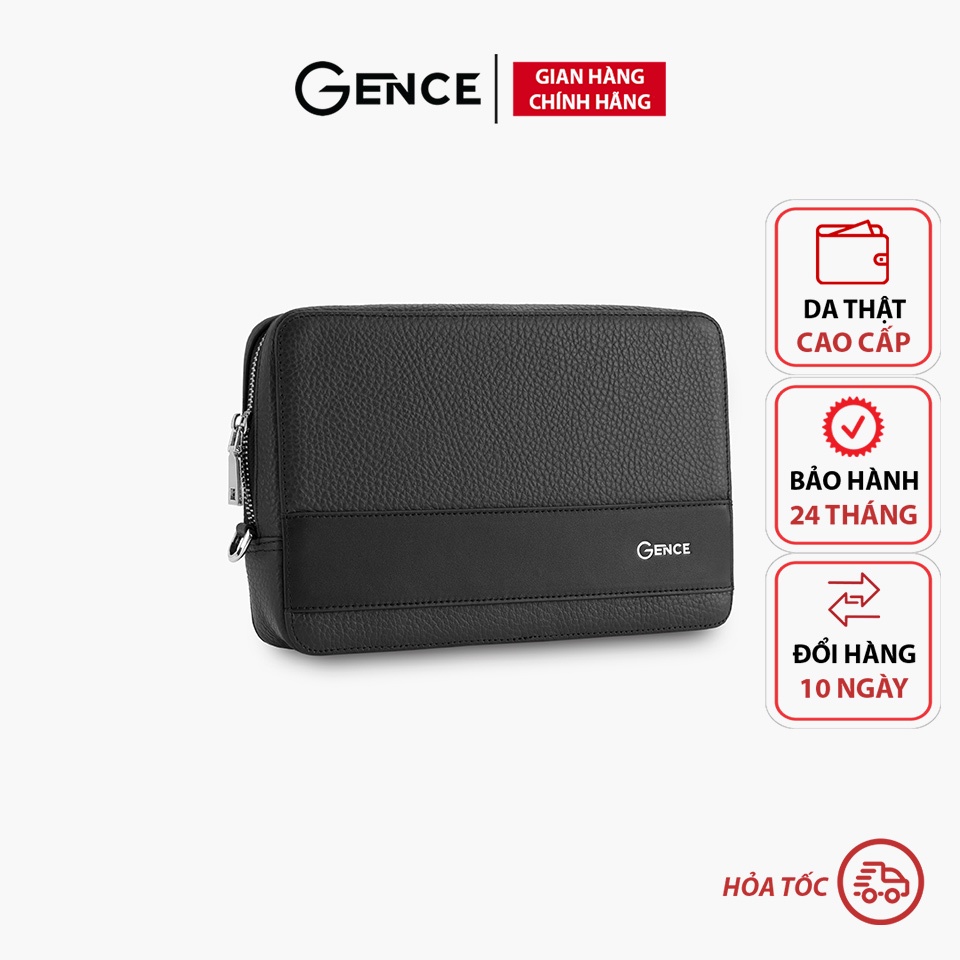 GENCE
GIAN HÀNG
CHÍNH HÃNG
DA THẬT
CAO CẤP
BẢO HÀNH
24 THÁNG
GENCE
ĐỔI HÀNG
10 NGÀY
HỎA TỐC